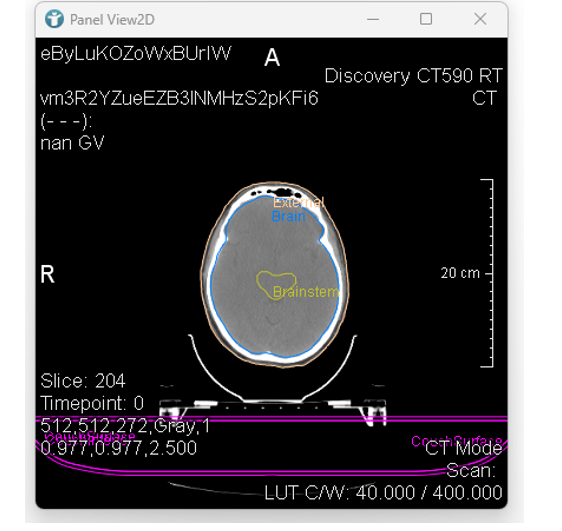 Panel View2D
eByLuKOZoWxBUrIW
A
Discovery CT590 RT
vm3R2YZueEZB3INMHzS2pKFi6
CT
(- - -):
nan GV
External
Brain
R
20 cm
Brainstem
Slice: 204
Timepoint: 0
512,512,272,Gray,1
CouchSurface
0.977,0.977,2.500
CT Mode
Scan:
LUT C/W: 40.000 / 400.000